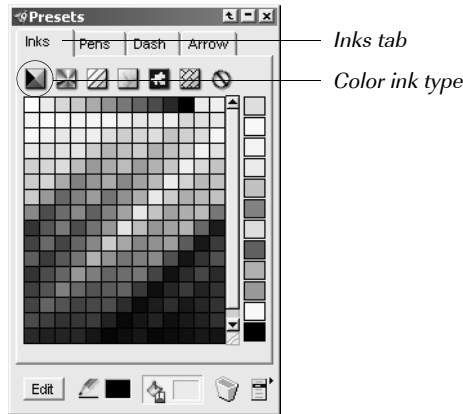 Presets
Inks Pens Dash Arrow
Inks tab
Color ink type
Edit